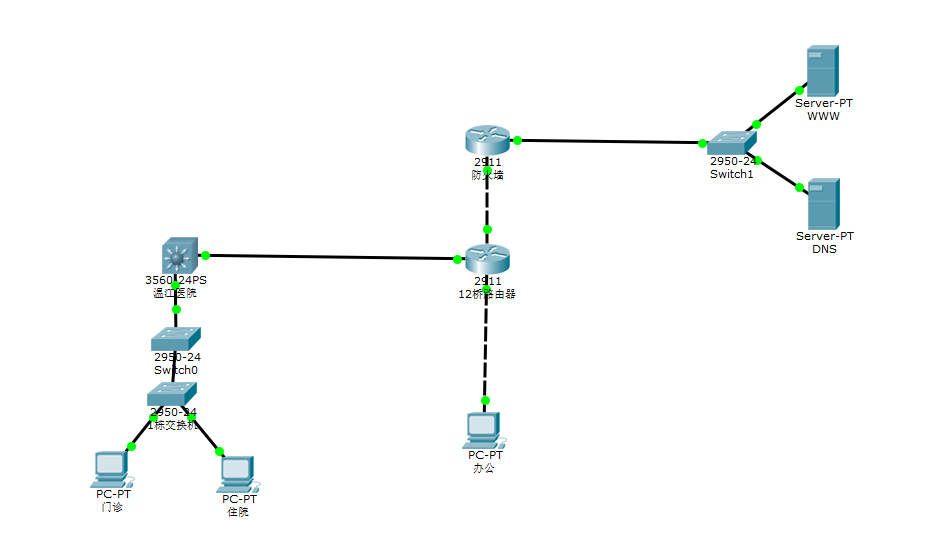 Server-PT
WWW
2911
防火墙
2950-24
Switch1
Server-PT
DNS
3560-24PS
温江医院
2911
12桥路由器
2950-24
Switch0
2950-24
1栋交换机
PC-PT
办公
PC-PT
门诊
PC-PT
住院